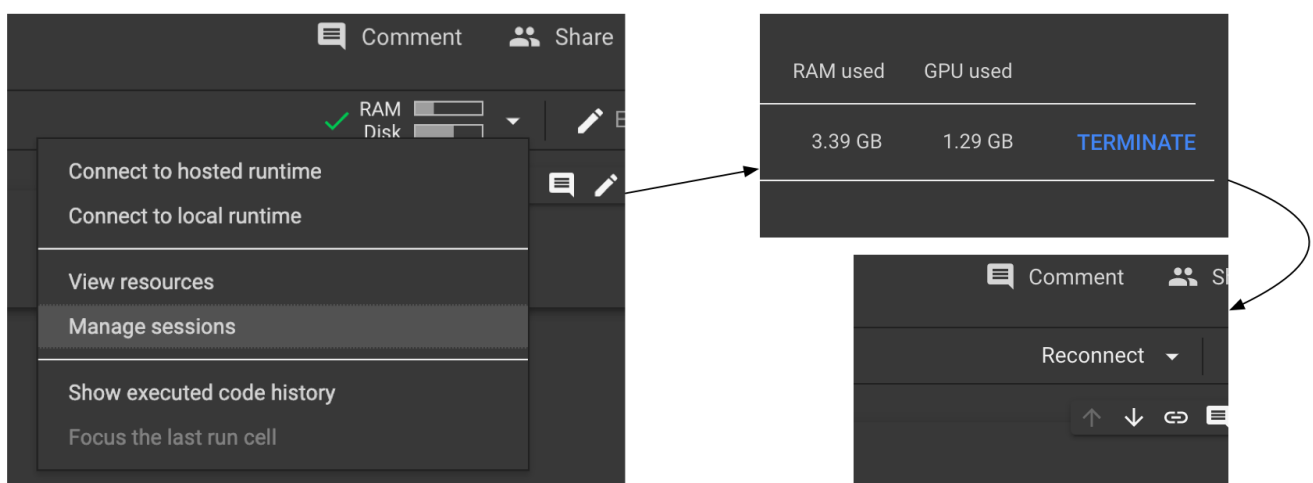 Comment Share
RAM
Disk
Connect to hosted runtime
Connect to local runtime
View resources
Manage sessions
Show executed code history
Focus the last run cell
RAM used GPU used
3.39 GB 1.29 GB TERMINATE
Comment
Reconnect